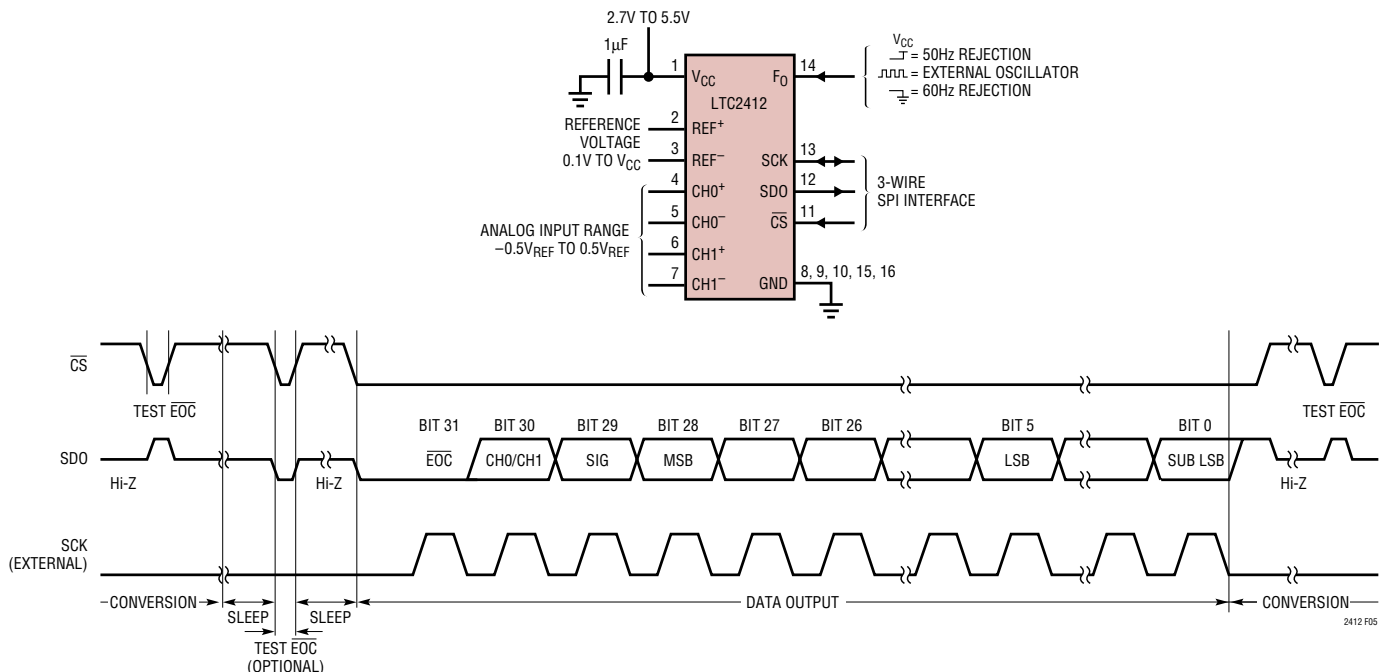 2.7V TO 5.5V
1µF
1
VCC
FO
14
LTC2412
VCC
= 50Hz REJECTION
= EXTERNAL OSCILLATOR
= 60Hz REJECTION
REFERENCE
VOLTAGE
0.1V TO VCC
2
REF+
3
REF–
SCK
13
SDO
12
CS
11
3-WIRE
SPI INTERFACE
ANALOG INPUT RANGE
–0.5VREF TO 0.5VREF
4
CH0+
5
CH0–
6
CH1+
7
CH1–
GND
8, 9, 10, 15, 16
CS
TEST EOC
TEST EOC
BIT 31
BIT 30
BIT 29
BIT 28
BIT 27
BIT 26
BIT 5
BIT 0
SDO
EOC
CH0/CH1
SIG
MSB
LSB
SUB LSB
Hi-Z
Hi-Z
Hi-Z
SCK
(EXTERNAL)
CONVERSION
SLEEP
SLEEP
DATA OUTPUT
CONVERSION
TEST EOC
(OPTIONAL)
2412 F05